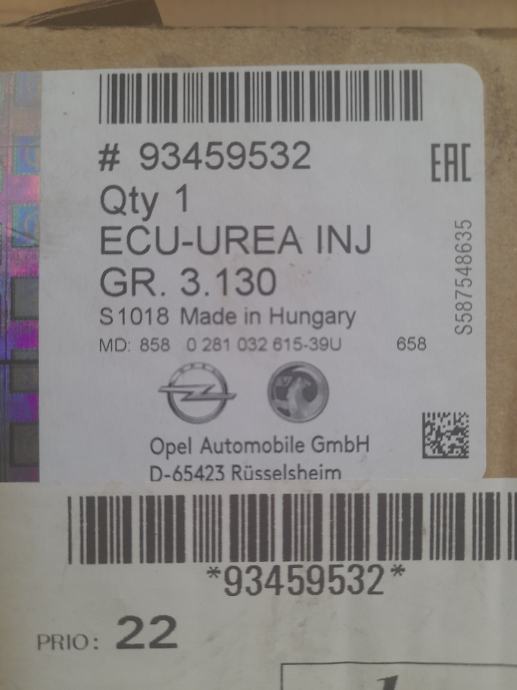 # 93459532
EAC
Qty 1
ECU-UREA INJ
GR. 3.130
S1018 Made in Hungary
MD: 858 0 281 032 615-39U 658
S587548635
Opel Automobile GmbH
D-65423 Rüsselsheim
*93459532*
PRIO: 22